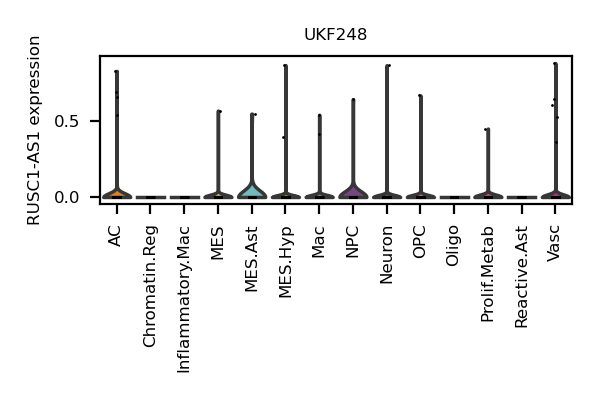 UKF248
RUSC1-AS1 expression
0.5
0.0
AC
Chromatin.Reg
Inflammatory.Mac
MES
MES.Ast
MES.Hyp
Mac
NPC
Neuron
OPC
Oligo
Prolif.Metab
Reactive.Ast
Vasc